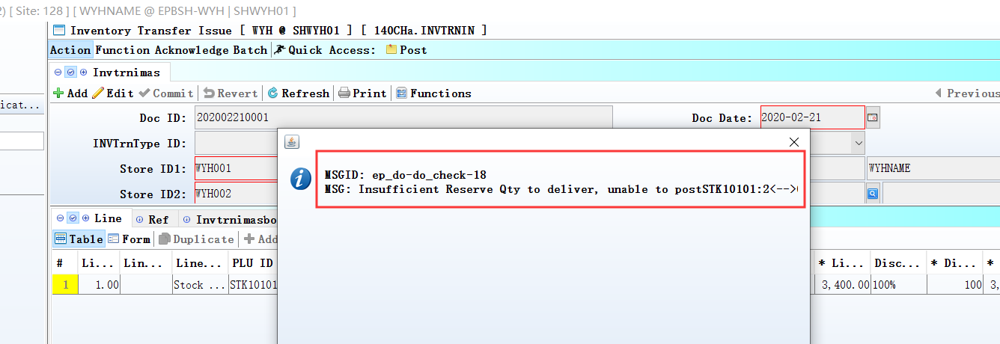 2) [ Site: 128 ] [ WYHNAME @ EPBSH-WYH | SHWYH01 ]
Inventory Transfer Issue [ WYH @ SHWYH01 ] [ 140CHa.INVTRNIN ]
Action Function Acknowledge Batch Quick Access: Post
Invtrnimas
Add Edit Commit Revert Refresh Print Functions Previous
icat...
Doc ID: 202002210001 Doc Date: 2020-02-21
INVTrnType ID:
Store ID1: WYH001 WYHNAME
Store ID2: WYH002
MSGID: ep_do-do_check-18
MSG: Insufficient Reserve Qty to deliver, unable to postSTK10101:2<-->
Line Ref Invtrnimasbo
Table Form Duplicate Add
# Li... Lin... Line... PLU ID * Li... Disc... * Di... *
1 1.00 Stock ... STK10101 3,400.00 100% 100 3,